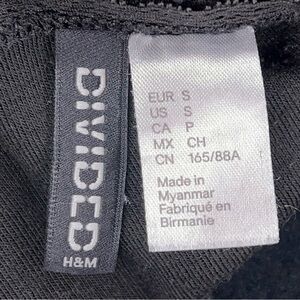 DIVIDED
H&M
EUR S
US S
CA P
MX CH
CN 165/88A
Made in
Myanmar
Fabriqué en
Birmanie